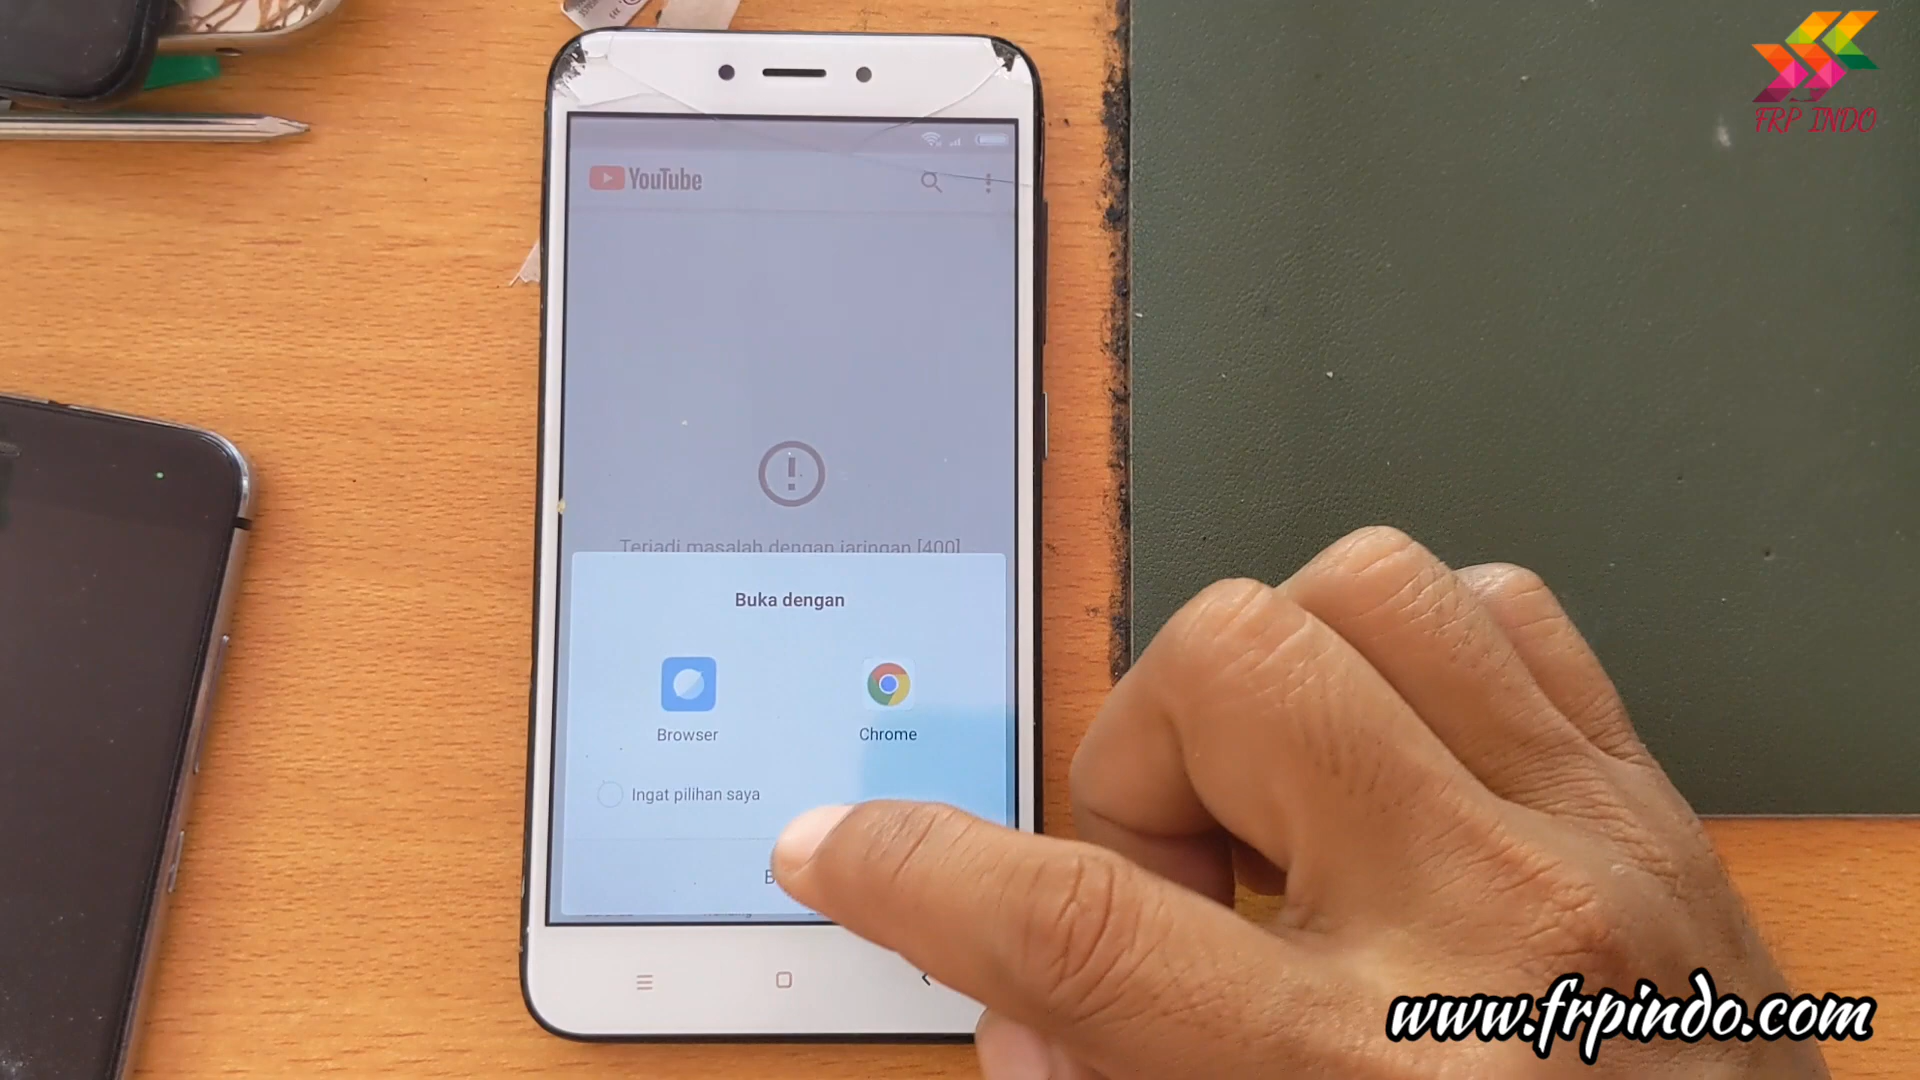 FRP INDO
YouTube
Terjadi masalah dengan jaringan [400]
Buka dengan
Browser
Chrome
Ingat pilihan saya
www.frpindo.com